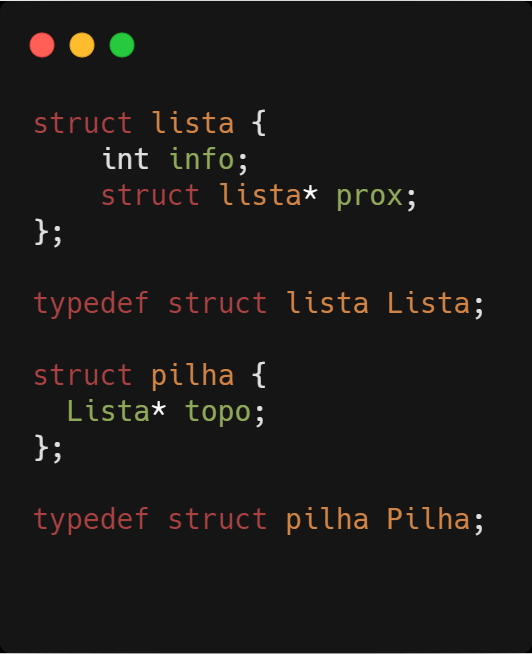 struct lista {
    int info;
    struct lista* prox;
};

typedef struct lista Lista;

struct pilha {
  Lista* topo;
};

typedef struct pilha Pilha;